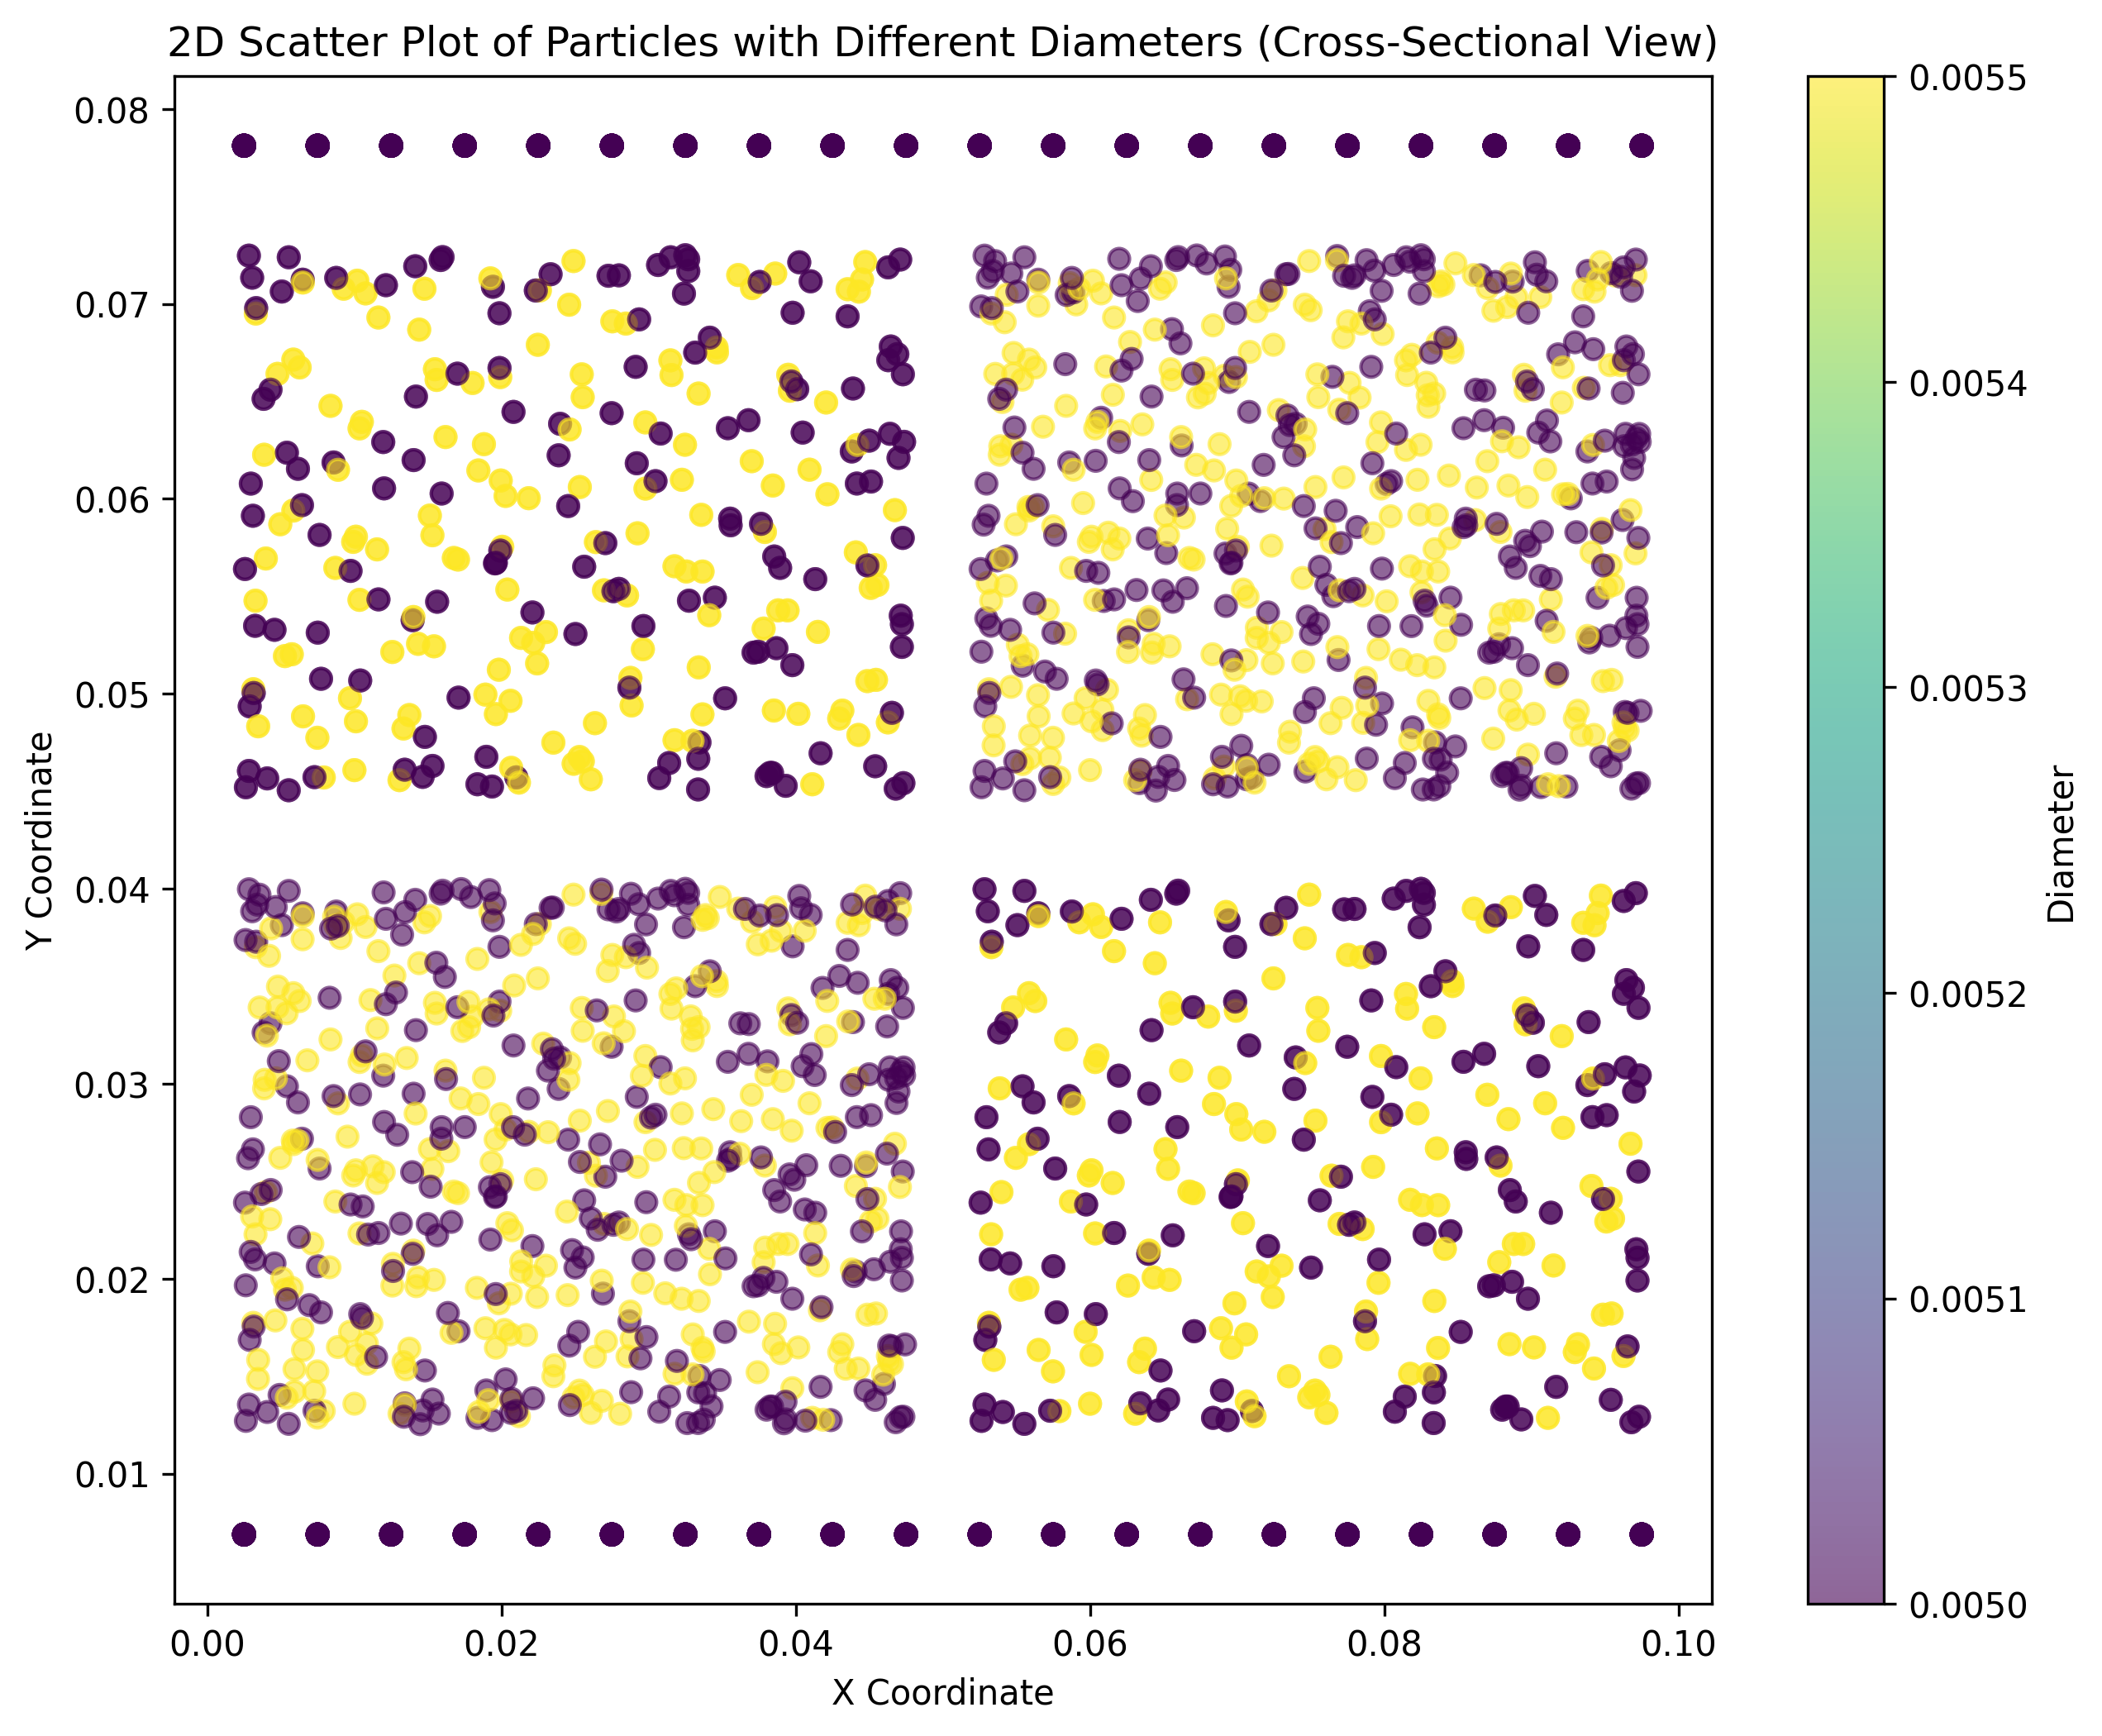 2D Scatter Plot of Particles with Different Diameters (Cross-Sectional View)
0.08
0.07
0.06
0.05
0.04
0.03
0.02
0.01
Y Coordinate
0.00 0.02 0.04 0.06 0.08 0.10
X Coordinate
0.0055
0.0054
0.0053
0.0052
0.0051
0.0050
Diameter